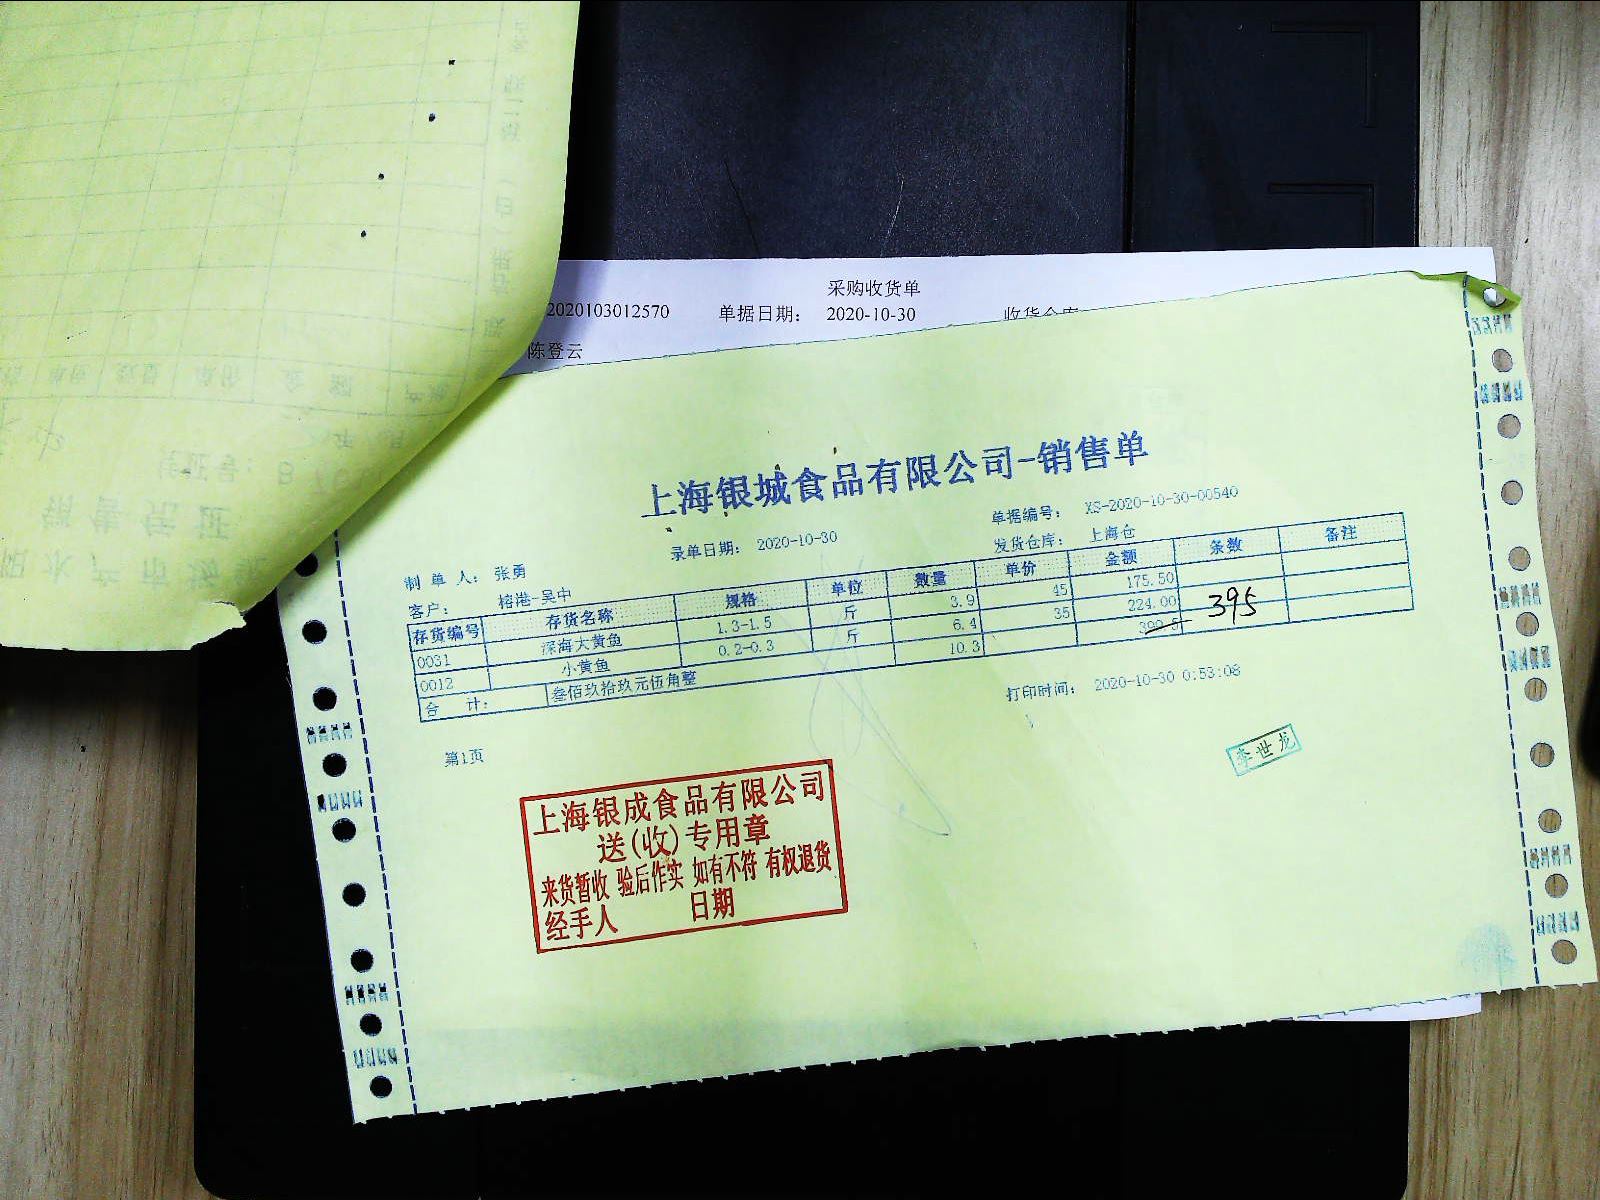 采购收货单
2020103012570 单据日期： 2020-10-30
陈登云
上海银城食品有限公司-销售单
单据编号： XS-2020-10-30-00540
录单日期： 2020-10-30
发货仓库： 上海仓
制 单 人： 张勇
客户： 榕港-吴中
存货编号 存货名称 规格 单位 数量 单价 金额 条数 备注
0031 深海大黄鱼 1.3-1.5 斤 3.9 45 175.50
0012 小黄鱼 0.2-0.3 斤 6.4 35 224.00
合 计： 叁佰玖拾玖元伍角整 10.3 399.5 395
第1页
打印时间： 2020-10-30 0:53:08
李世龙
上海银成食品有限公司
送(收)专用章
来货暂收 验后作实 如有不符 有权退货
经手人 日期